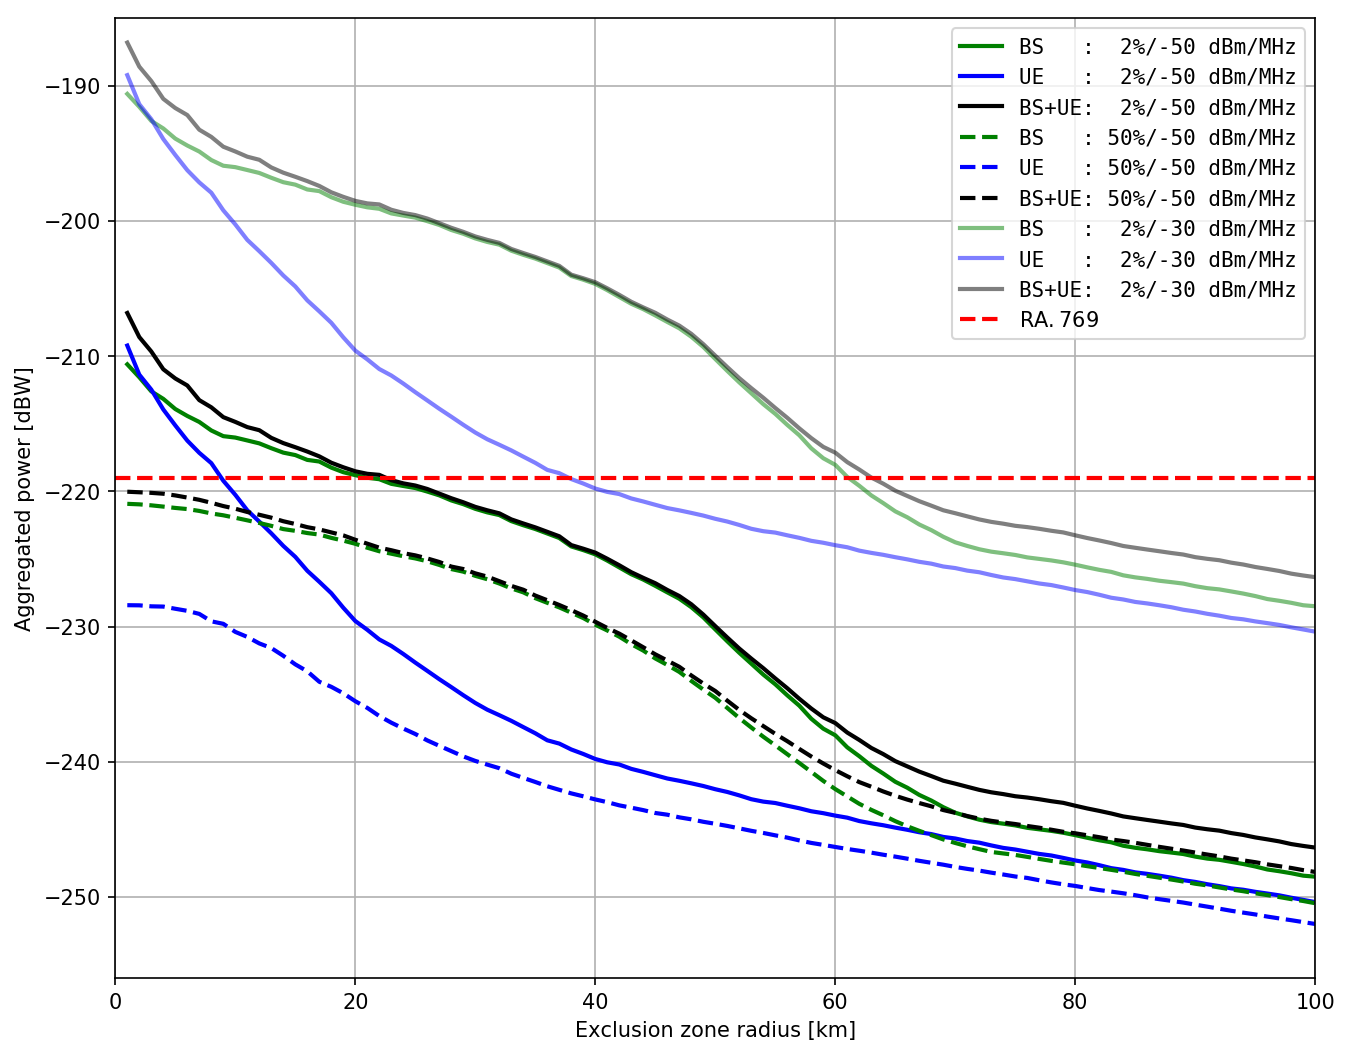 BS   :  2%/-50 dBm/MHz
UE   :  2%/-50 dBm/MHz
BS+UE:  2%/-50 dBm/MHz
BS   : 50%/-50 dBm/MHz
UE   : 50%/-50 dBm/MHz
BS+UE: 50%/-50 dBm/MHz
BS   :  2%/-30 dBm/MHz
UE   :  2%/-30 dBm/MHz
BS+UE:  2%/-30 dBm/MHz
RA.769
Aggregated power [dBW]
−190
−200
−210
−220
−230
−240
−250
0 20 40 60 80 100
Exclusion zone radius [km]